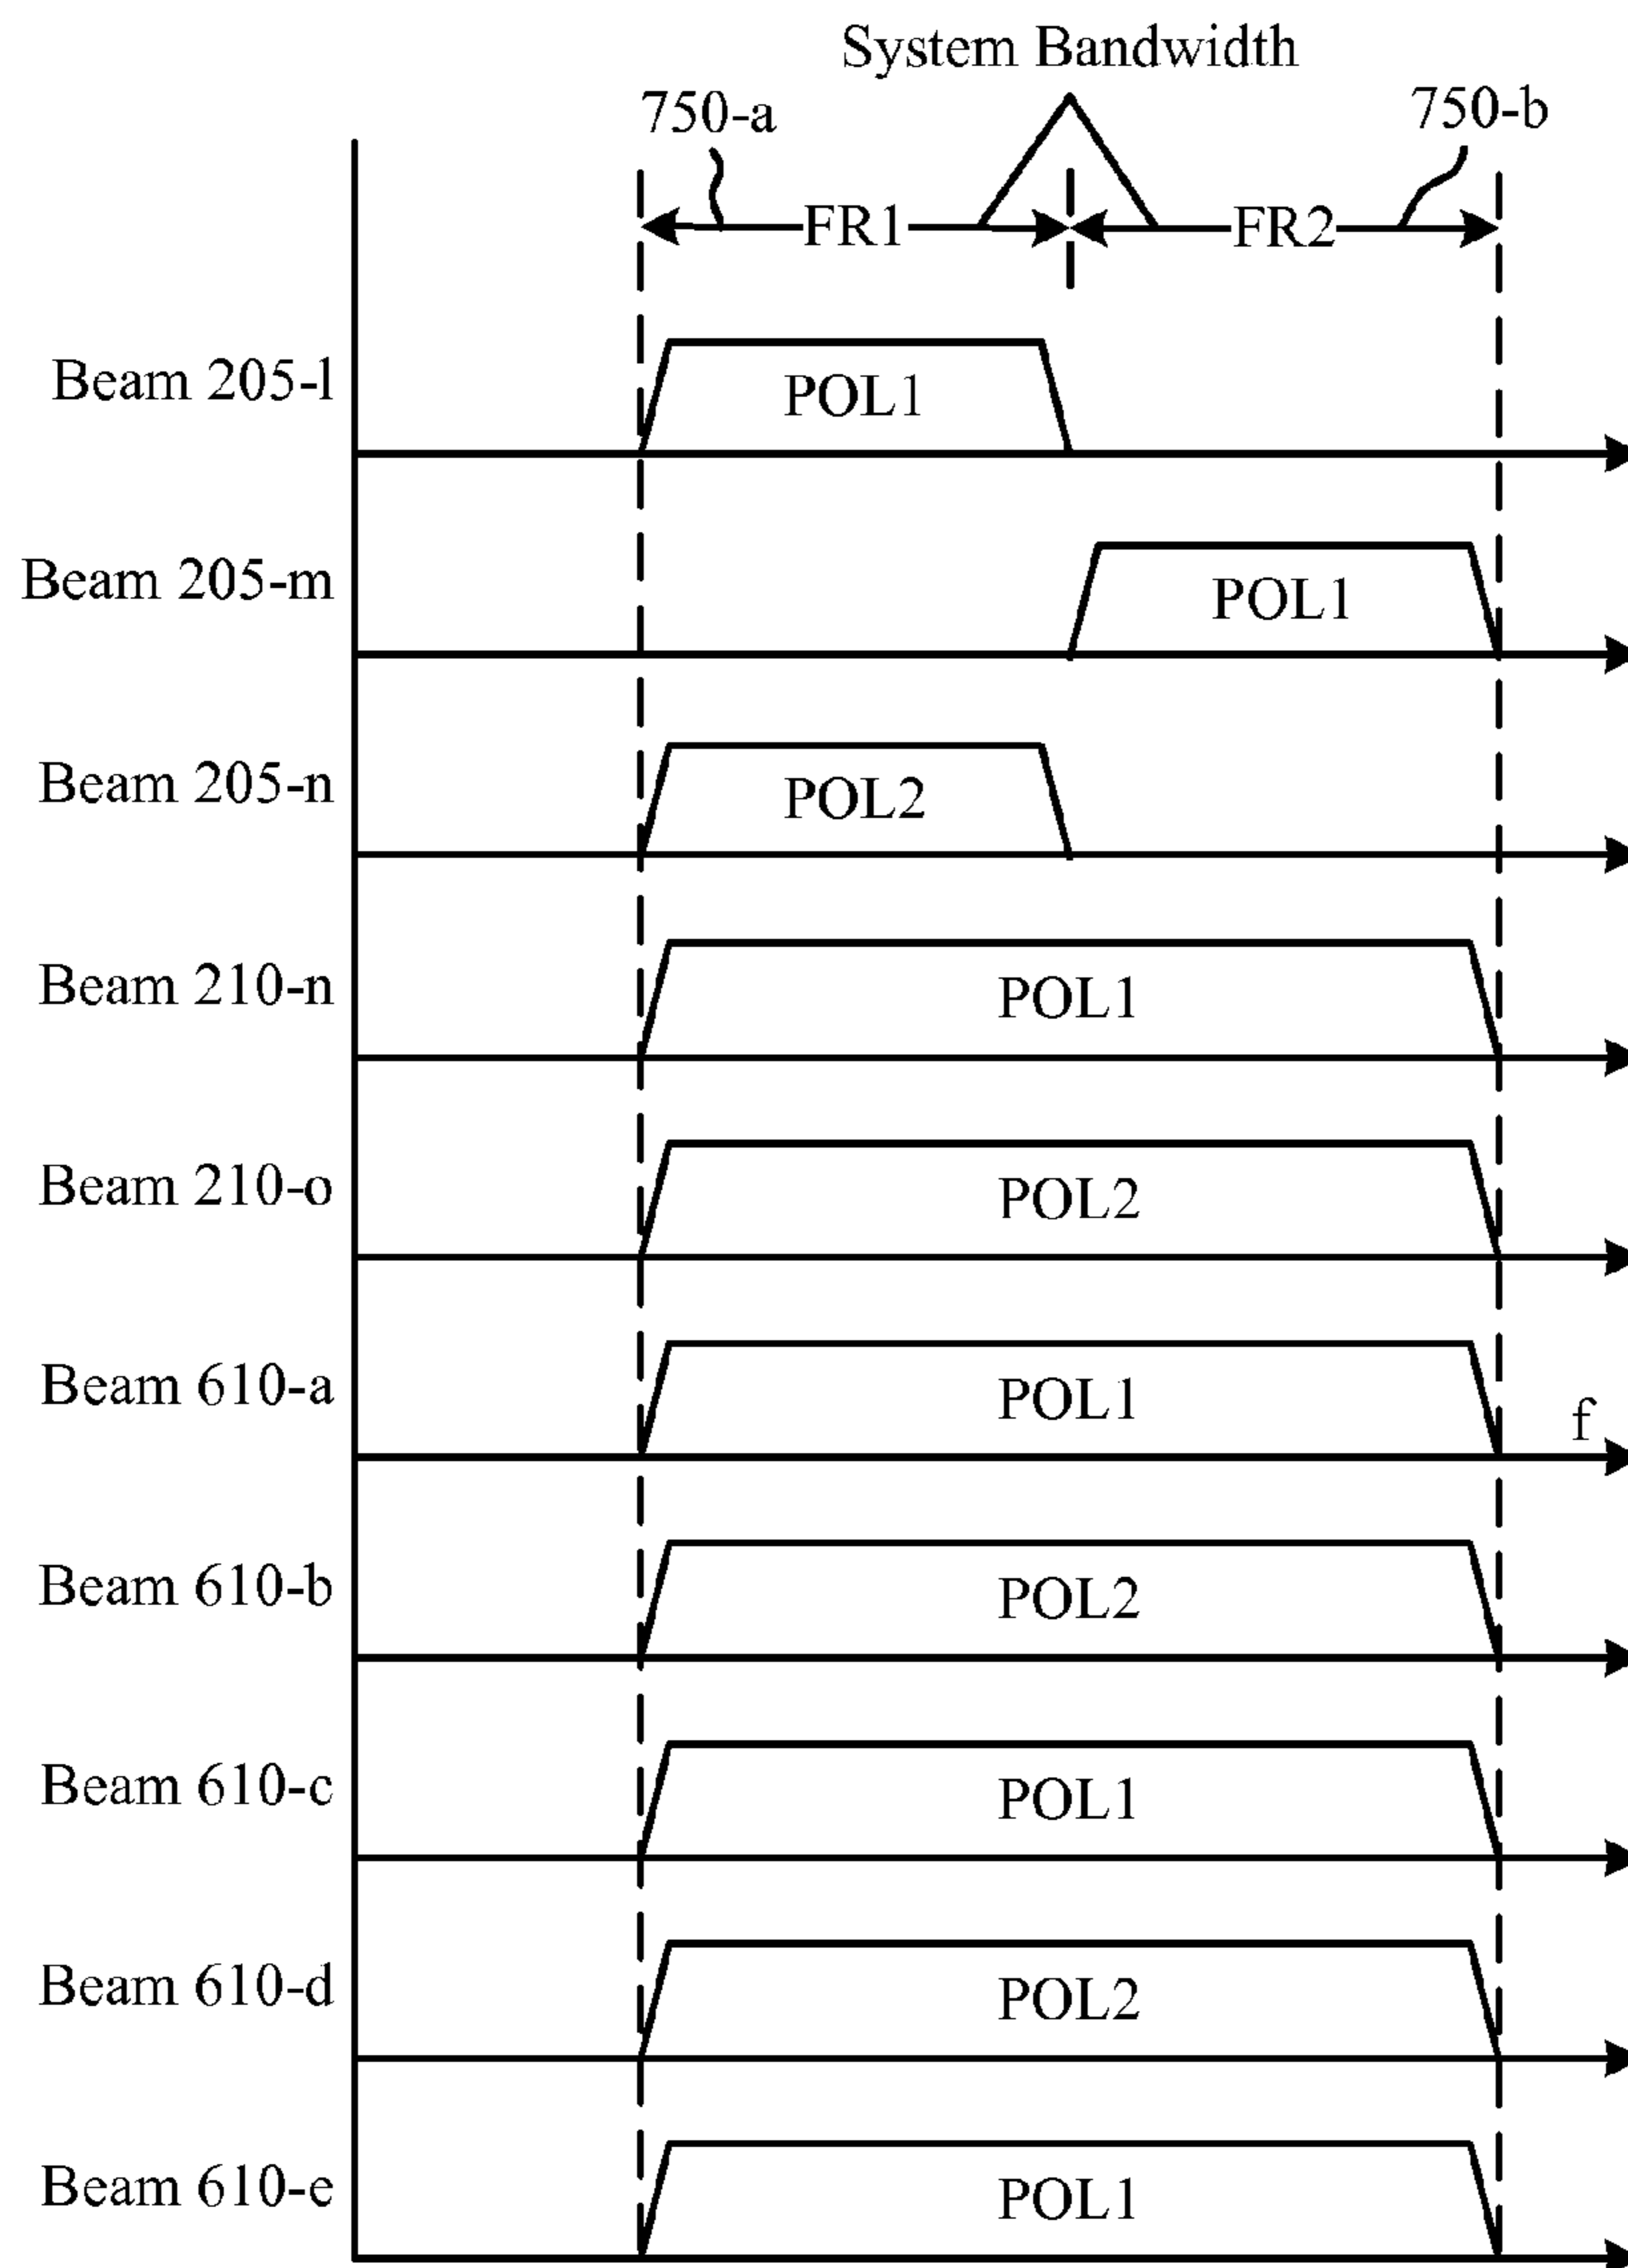 System Bandwidth
750-a
750-b
FR1
FR2
Beam 205-l
POL1
Beam 205-m
POL1
Beam 205-n
POL2
Beam 210-n
POL1
Beam 210-o
POL2
Beam 610-a
POL1
f
Beam 610-b
POL2
Beam 610-c
POL1
Beam 610-d
POL2
Beam 610-e
POL1